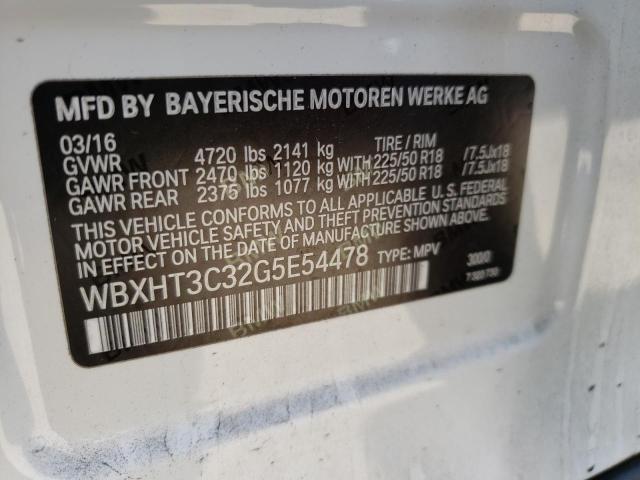 MFD BY BAYERISCHE MOTOREN WERKE AG
03/16 TIRE / RIM
GVWR 4720 lbs 2141 kg
GAWR FRONT 2470 lbs 1120 kg WITH 225/50 R18 /7.5Jx18
GAWR REAR 2375 lbs 1077 kg WITH 225/50 R18 /7.5Jx18
THIS VEHICLE CONFORMS TO ALL APPLICABLE U.S. FEDERAL
MOTOR VEHICLE SAFETY AND THEFT PREVENTION STANDARDS
IN EFFECT ON THE DATE OF MANUFACTURE SHOWN ABOVE.
WBXHT3C32G5E54478 TYPE: MPV 300/0